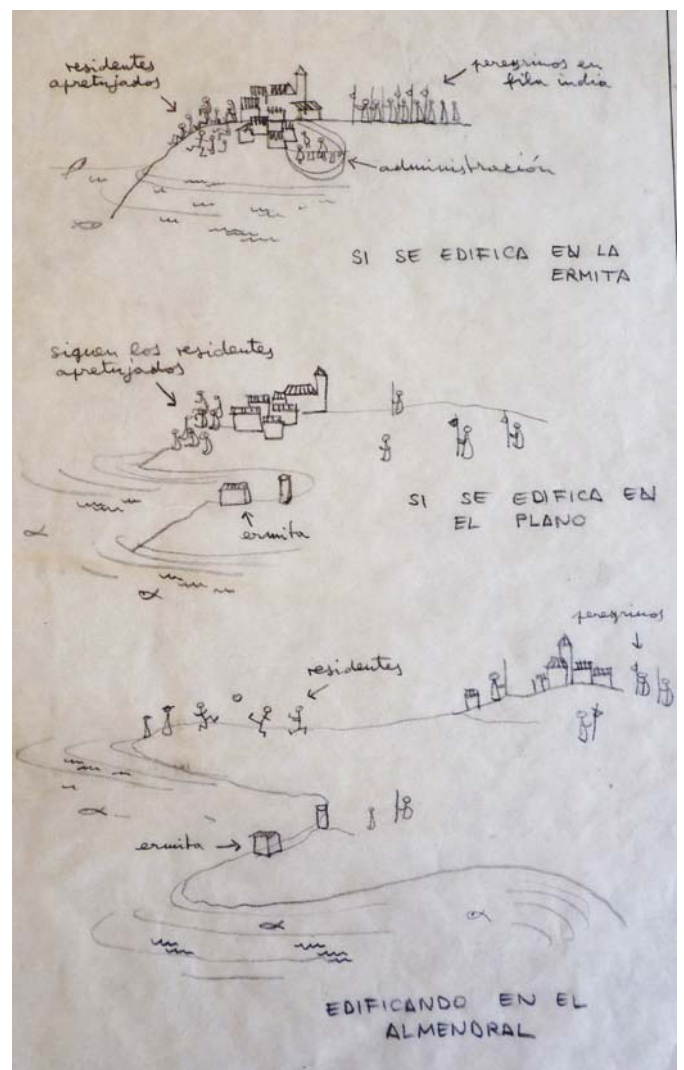 residentes
apretujados
peregrinos en
fila india
administración
SI SE EDIFICA EN LA
ERMITA
siguen los residentes
apretujados
ermita
SI SE EDIFICA EN
EL PLANO
peregrinos
residentes
ermita
EDIFICANDO EN EL
ALMENDRAL